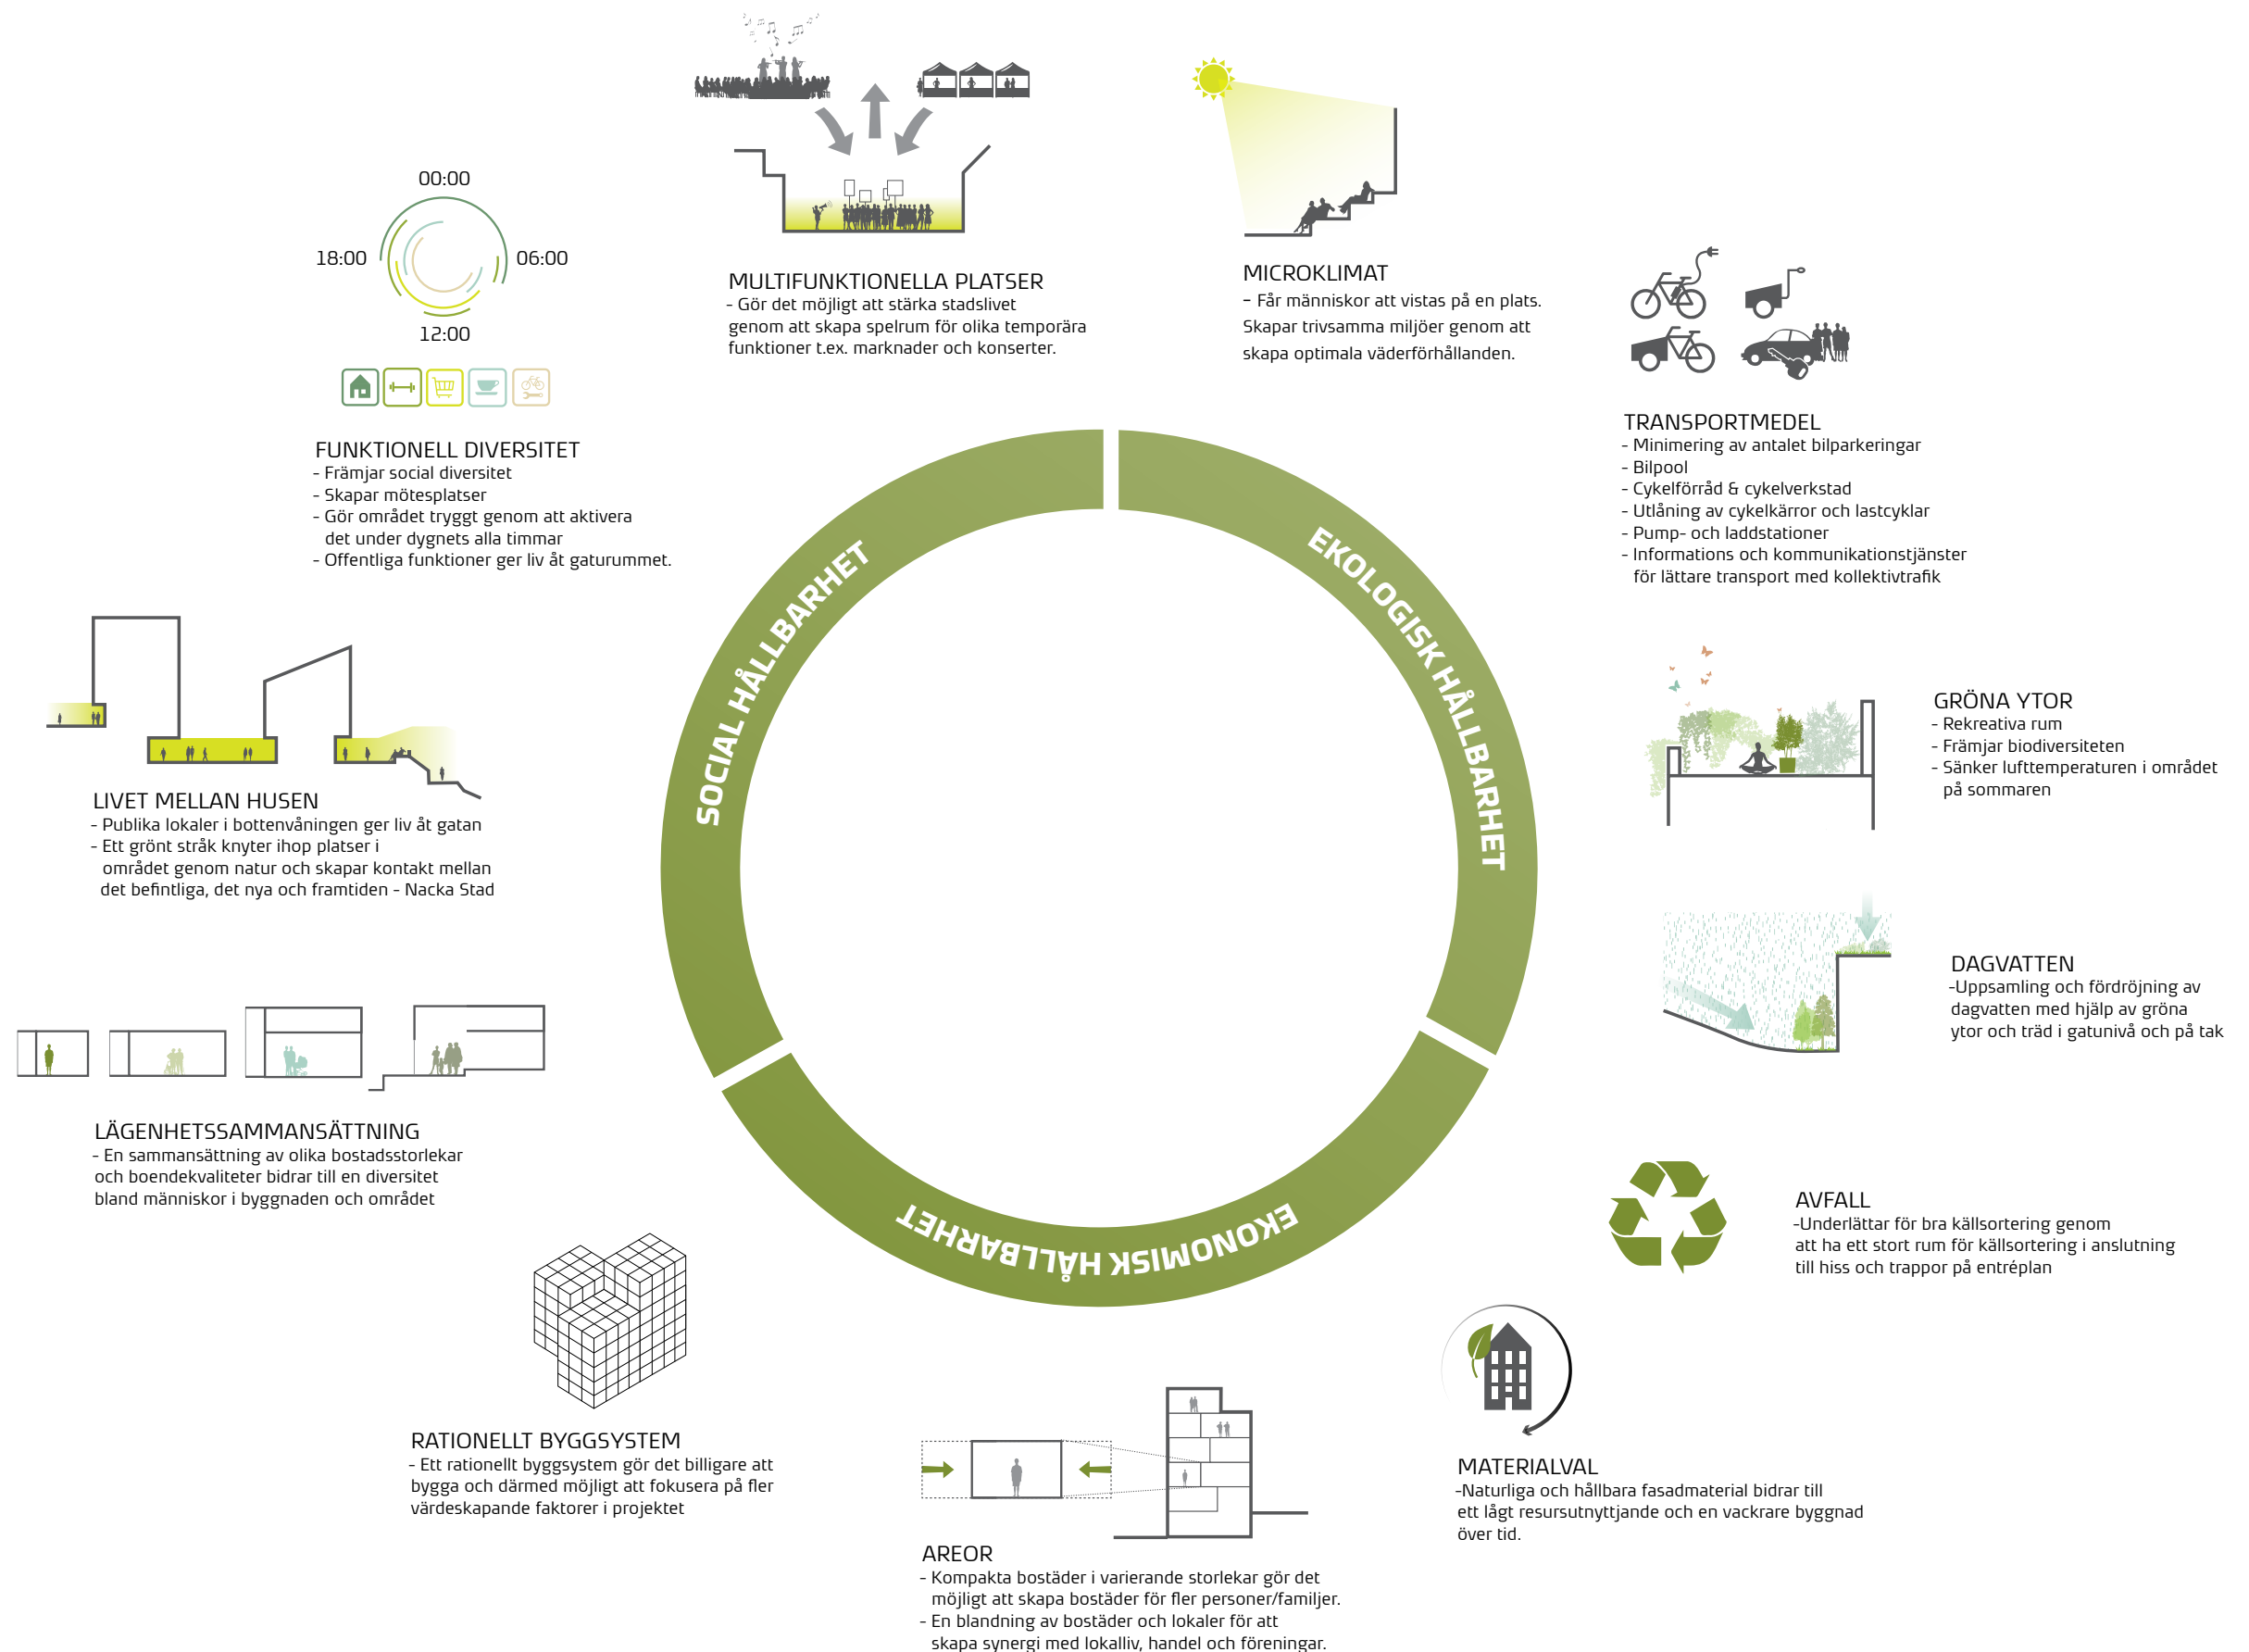 00:00
18:00
06:00
12:00
FUNKTIONELL DIVERSITET
- Främjar social diversitet
- Skapar mötesplatser
- Gör området tryggt genom att aktivera
det under dygnets alla timmar
- Offentliga funktioner ger liv åt gaturummet.
MULTIFUNKTIONELLA PLATSER
- Gör det möjligt att stärka stadslivet
genom att skapa spelrum för olika temporära
funktioner t.ex. marknader och konserter.
MICROKLIMAT
- Får människor att vistas på en plats.
Skapar trivsamma miljöer genom att
skapa optimala väderförhållanden.
TRANSPORTMEDEL
- Minimering av antalet bilparkeringar
- Bilpool
- Cykelförråd & cykelverkstad
- Utlåning av cykelkärror och lastcyklar
- Pump- och laddstationer
- Informations och kommunikationstjänster
för lättare transport med kollektivtrafik
SOCIAL HÅLLBARHET
EKOLOGISK HÅLLBARHET
EKONOMISK HÅLLBARHET
LIVET MELLAN HUSEN
- Publika lokaler i bottenvåningen ger liv åt gatan
- Ett grönt stråk knyter ihop platser i
området genom natur och skapar kontakt mellan
det befintliga, det nya och framtiden - Nacka Stad
GRÖNA YTOR
- Rekreativa rum
- Främjar biodiversiteten
- Sänker lufttemperaturen i området
på sommaren
DAGVATTEN
-Uppsamling och fördröjning av
dagvatten med hjälp av gröna
ytor och träd i gatunivå och på tak
LÄGENHETSSAMMANSÄTTNING
- En sammansättning av olika bostadsstorlekar
och boendekvaliteter bidrar till en diversitet
bland människor i byggnaden och området
AVFALL
-Underlättar för bra källsortering genom
att ha ett stort rum för källsortering i anslutning
till hiss och trappor på entréplan
RATIONELLT BYGGSYSTEM
- Ett rationellt byggsystem gör det billigare att
bygga och därmed möjligt att fokusera på fler
värdeskapande faktorer i projektet
MATERIALVAL
-Naturliga och hållbara fasadmaterial bidrar till
ett lågt resursutnyttjande och en vackrare byggnad
över tid.
AREOR
- Kompakta bostäder i varierande storlekar gör det
möjligt att skapa bostäder för fler personer/familjer.
- En blandning av bostäder och lokaler för att
skapa synergi med lokalliv, handel och föreningar.